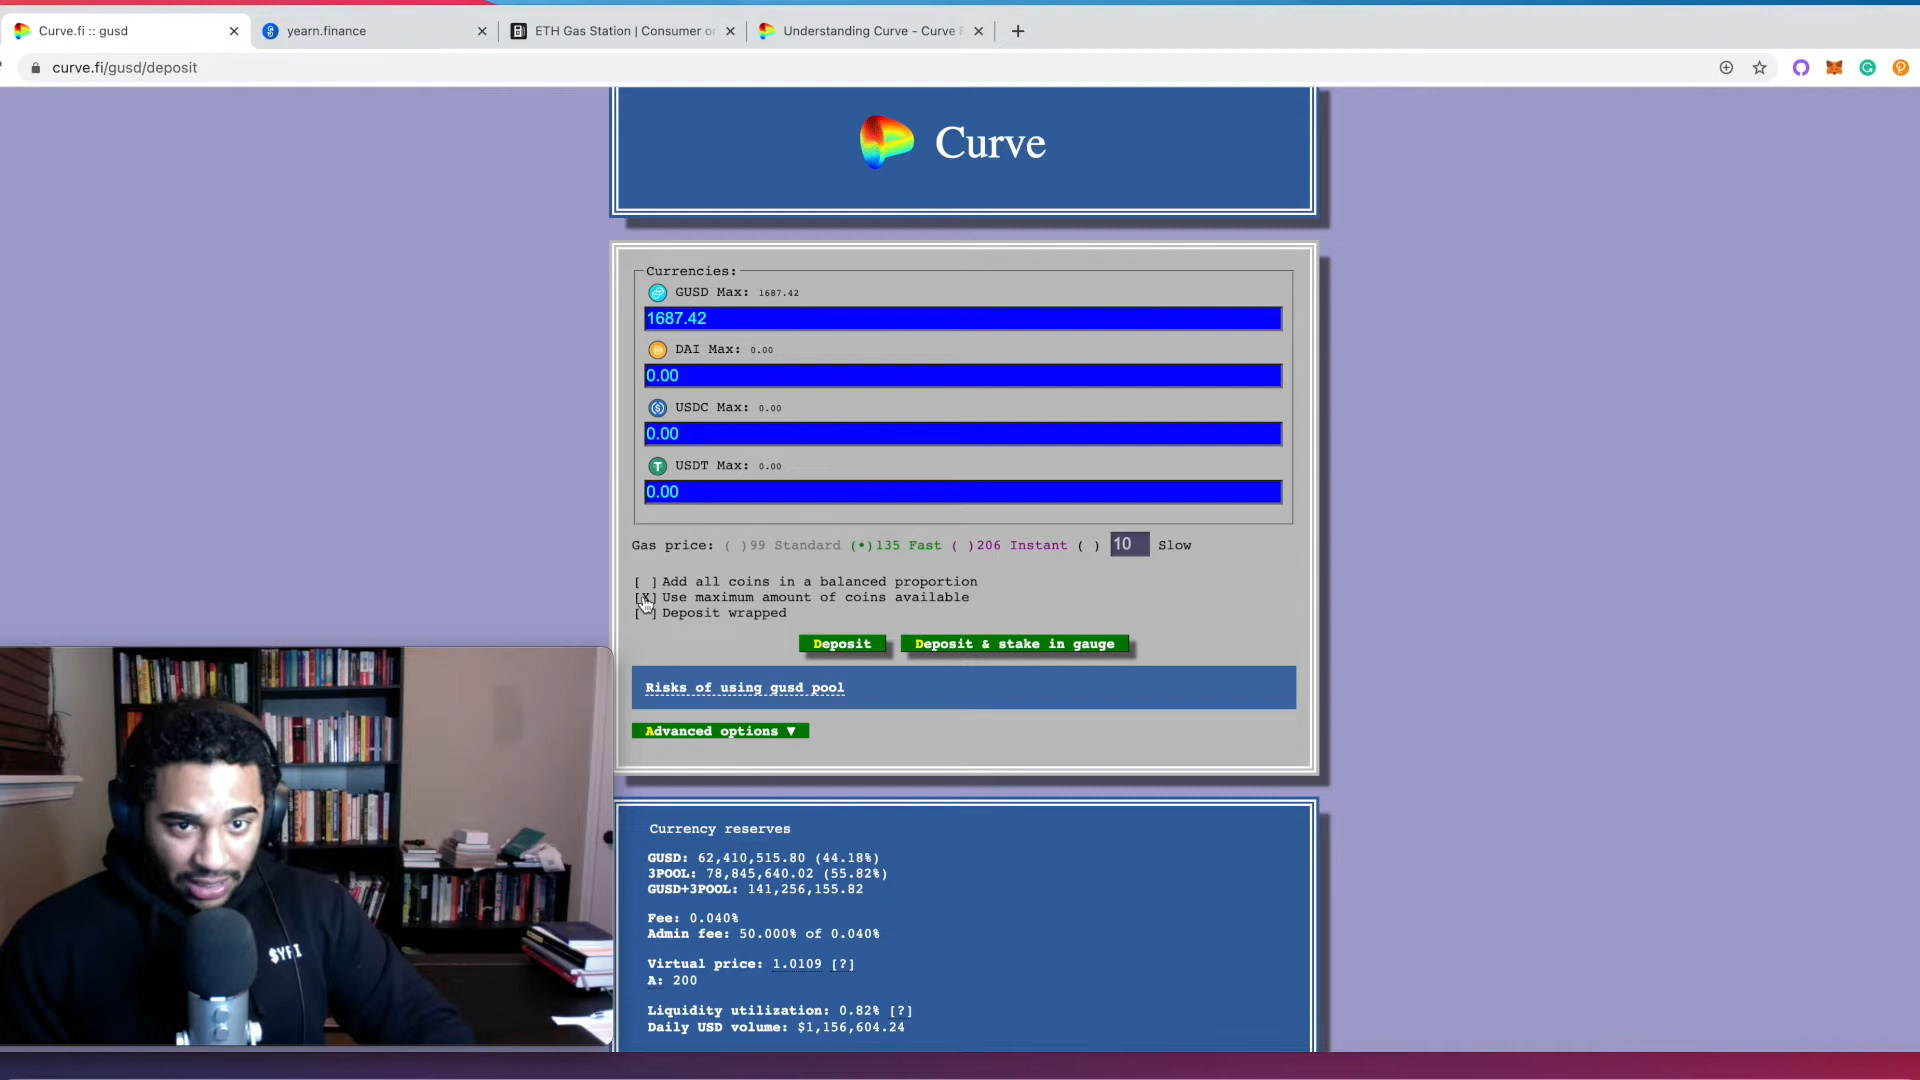 Curve.fi :: gusd
yearn.finance
ETH Gas Station | Consumer or
Understanding Curve - Curve F
curve.fi/gusd/deposit
Curve
Currencies:
GUSD Max: 1687.42
1687.42
DAI Max: 0.00
0.00
USDC Max: 0.00
0.00
USDT Max: 0.00
0.00
Gas price: ( )99 Standard (•)135 Fast ( )206 Instant ( ) 10 Slow
[ ] Add all coins in a balanced proportion
[X] Use maximum amount of coins available
[ ] Deposit wrapped
Deposit Deposit & stake in gauge
Risks of using gusd pool
Advanced options ▼
Currency reserves
GUSD: 62,410,515.80 (44.18%)
3POOL: 78,845,640.02 (55.82%)
GUSD+3POOL: 141,256,155.82
Fee: 0.040%
Admin fee: 50.000% of 0.040%
Virtual price: 1.0109 [?]
A: 200
Liquidity utilization: 0.82% [?]
Daily USD volume: $1,156,604.24
$YFI